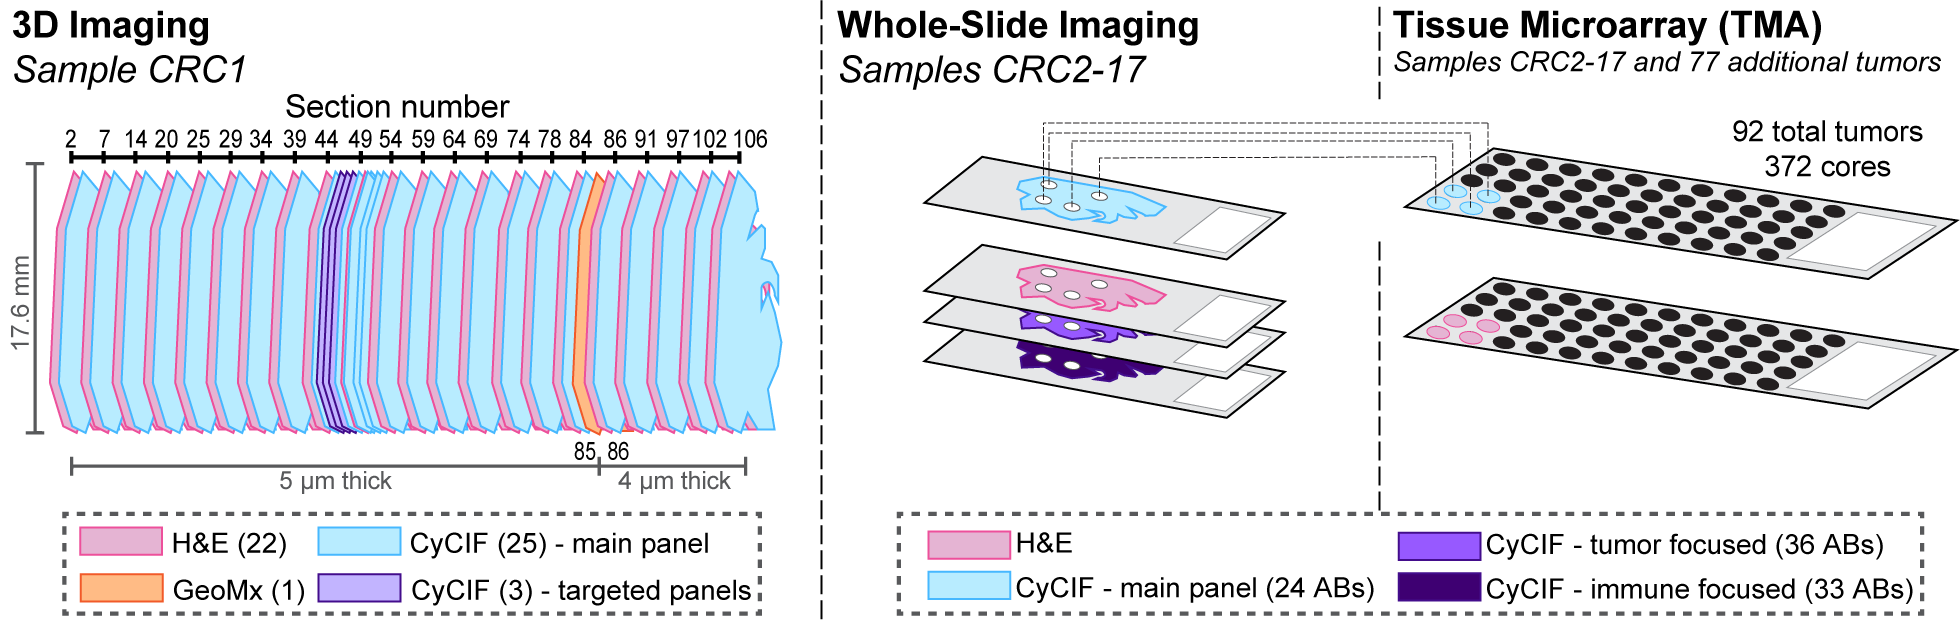 3D Imaging
Sample CRC1
Section number
2 7 14 20 25 29 34 39 44 49 54 59 64 69 74 78 84 86 91 97 102 106
17.6 mm
85 86
5 µm thick
4 µm thick
H&E (22)
CyCIF (25) - main panel
GeoMx (1)
CyCIF (3) - targeted panels
Whole-Slide Imaging
Samples CRC2-17
Tissue Microarray (TMA)
Samples CRC2-17 and 77 additional tumors
92 total tumors
372 cores
H&E
CyCIF - main panel (24 ABs)
CyCIF - tumor focused (36 ABs)
CyCIF - immune focused (33 ABs)